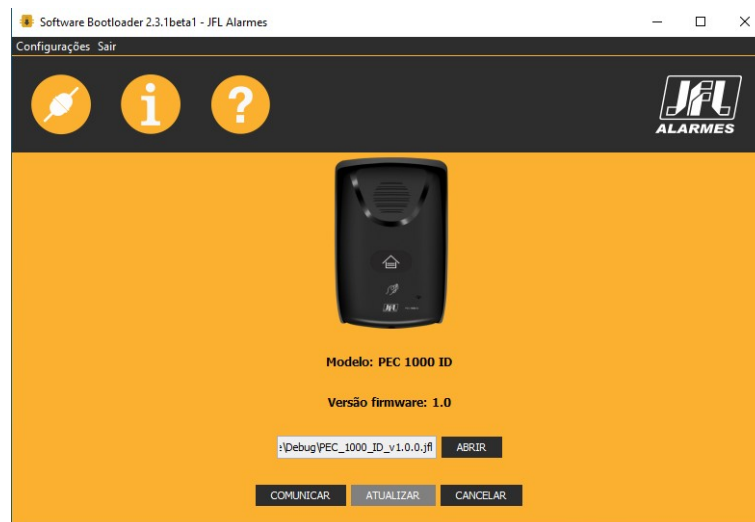 Software Bootloader 2.3.1beta1 - JFL Alarmes
Configurações Sair
i ?
JFL
ALARMES
JFL
Modelo: PEC 1000 ID
Versão firmware: 1.0
:\Debug\PEC_1000_ID_v1.0.0.jfl ABRIR
COMUNICAR ATUALIZAR CANCELAR